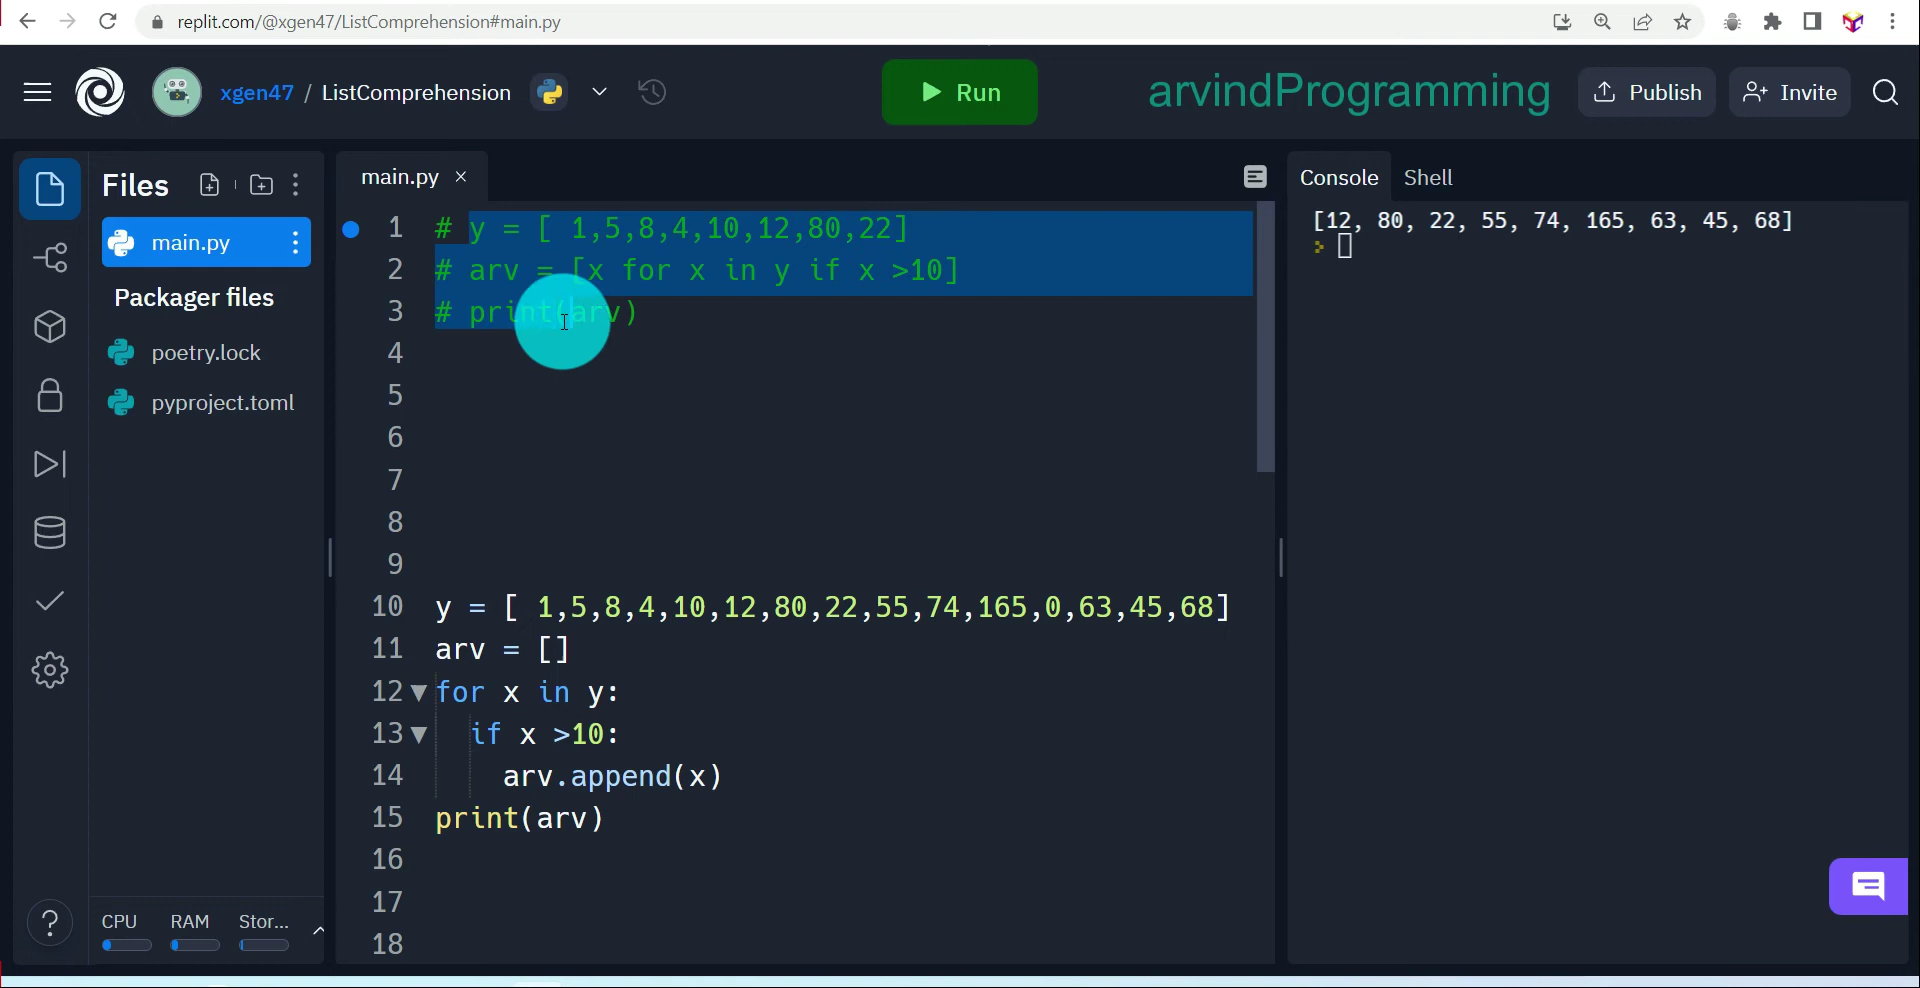 replit.com/@xgen47/ListComprehension#main.py
xgen47 / ListComprehension
Run
arvindProgramming
Publish
Invite
Files
main.py
Packager files
poetry.lock
pyproject.toml
CPU RAM Stor...
?
main.py ×
1 # y = [ 1,5,8,4,10,12,80,22]
2 # arv = [x for x in y if x >10]
3 # print(arv)
4
5
6
7
8
9
10 y = [ 1,5,8,4,10,12,80,22,55,74,165,0,63,45,68]
11 arv = []
12 for x in y:
13 if x >10:
14 arv.append(x)
15 print(arv)
16
17
18
Console Shell
[12, 80, 22, 55, 74, 165, 63, 45, 68]